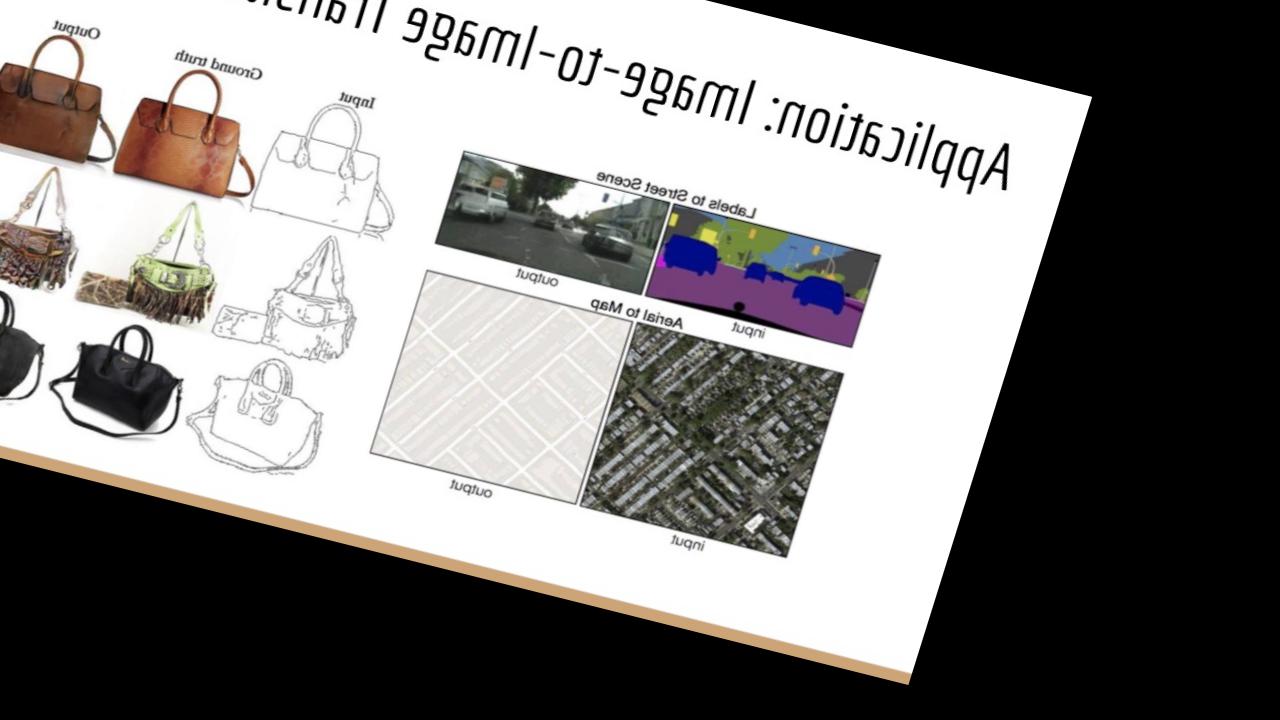 Application: Image-to-Image
Labels to Street Scene
input
output
Aerial to Map
input
output
Input
Ground truth
Output